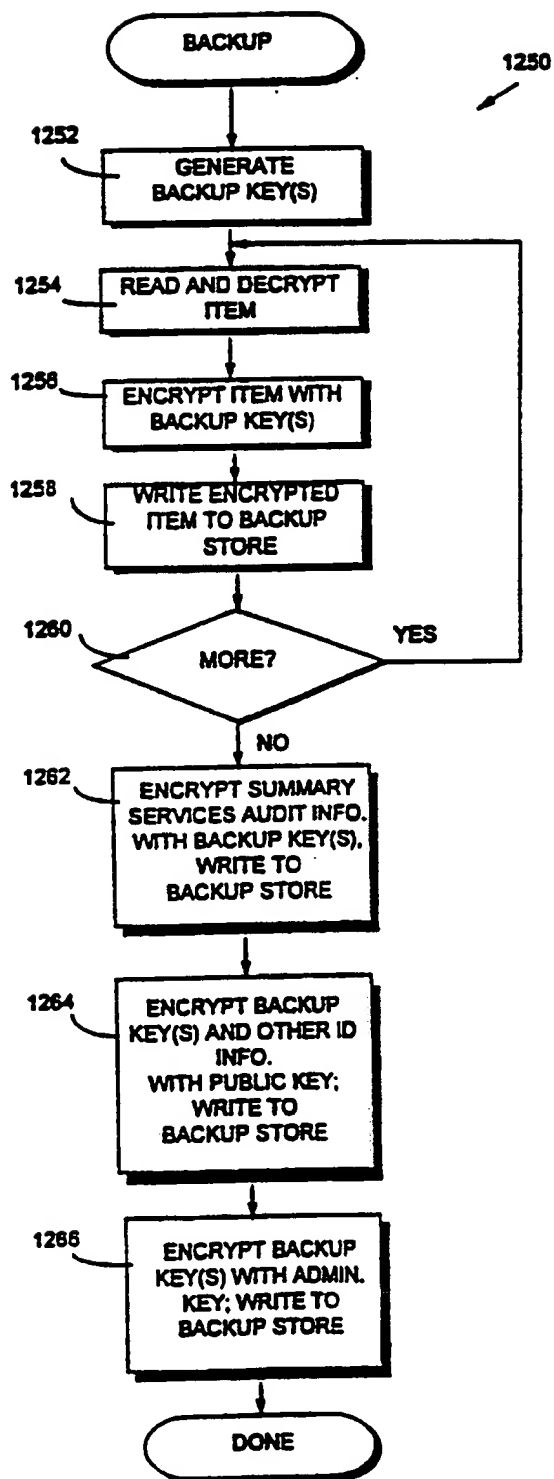 BACKUP
1250
1252
GENERATE
BACKUP KEY(S)
1254
READ AND DECRYPT
ITEM
1258
ENCRYPT ITEM WITH
BACKUP KEY(S)
1258
WRITE ENCRYPTED
ITEM TO BACKUP
STORE
1260
MORE?
YES
NO
1262
ENCRYPT SUMMARY
SERVICES AUDIT INFO.
WITH BACKUP KEY(S),
WRITE TO
BACKUP STORE
1264
ENCRYPT BACKUP
KEY(S) AND OTHER ID
INFO.
WITH PUBLIC KEY;
WRITE TO
BACKUP STORE
1266
ENCRYPT BACKUP
KEY(S) WITH ADMIN.
KEY; WRITE TO
BACKUP STORE
DONE